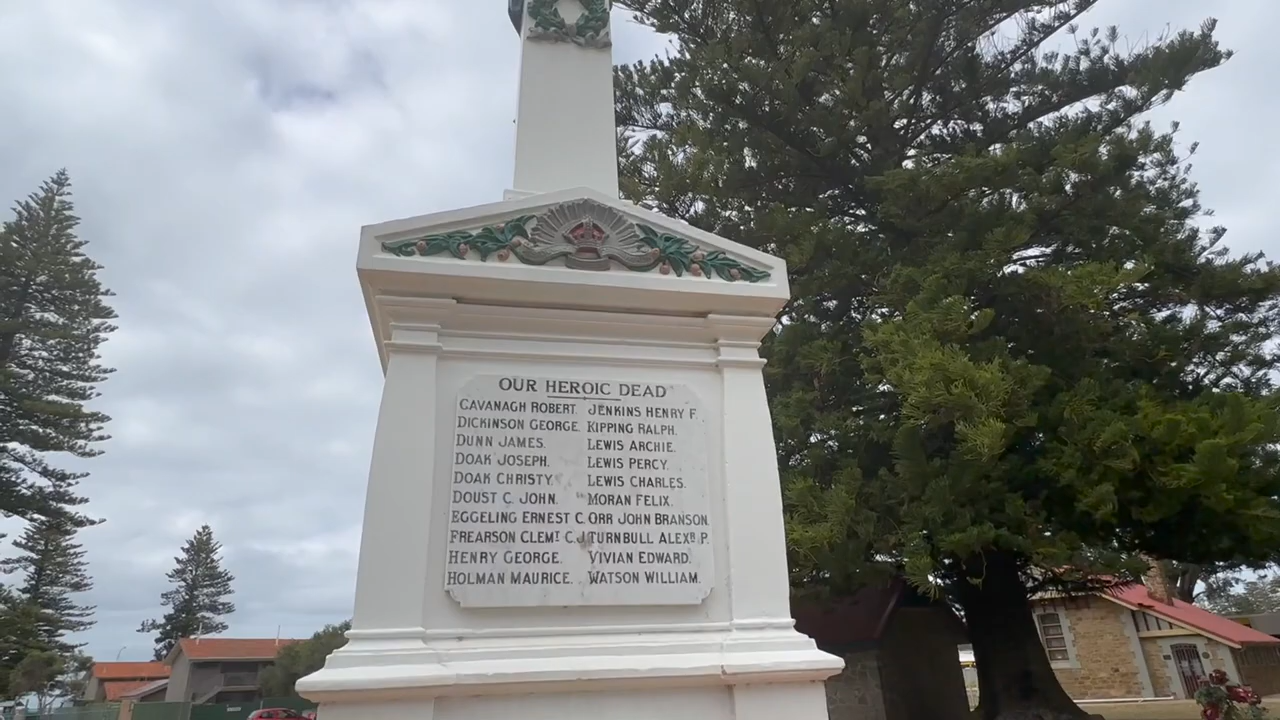 OUR HEROIC DEAD
CAVANAGH ROBERT. JENKINS HENRY F.
DICKINSON GEORGE. KIPPING RALPH.
DUNN JAMES. LEWIS ARCHIE.
DOAK JOSEPH. LEWIS PERCY.
DOAK CHRISTY. LEWIS CHARLES.
DOUST C. JOHN. MORAN FELIX.
EGGELING ERNEST C. ORR JOHN BRANSON.
FREARSON CLEMT. C.J. TURNBULL ALEXR. P.
HENRY GEORGE. VIVIAN EDWARD.
HOLMAN MAURICE. WATSON WILLIAM.